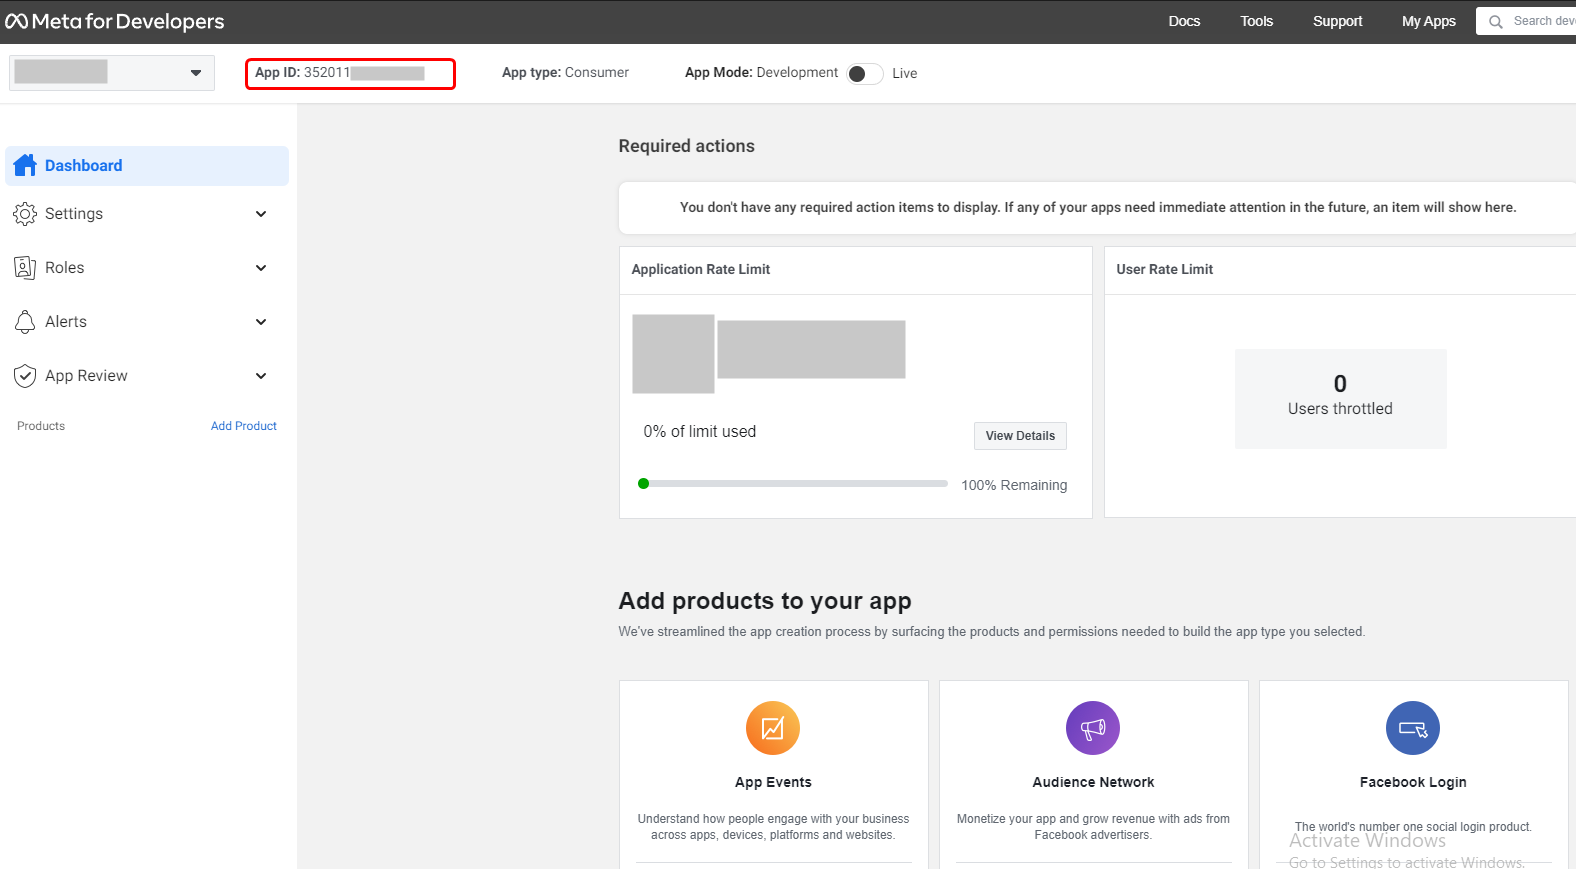 Meta for Developers
Docs
Tools
Support
My Apps
Search
App ID: 352011
App type: Consumer
App Mode: Development
Live
Dashboard
Settings
Roles
Alerts
App Review
Products
Add Product
Required actions
You don't have any required action items to display. If any of your apps need immediate attention in the future, an item will show here.
Application Rate Limit
0% of limit used
View Details
100% Remaining
User Rate Limit
0
Users throttled
Add products to your app
We've streamlined the app creation process by surfacing the products and permissions needed to build the app type you selected.
App Events
Understand how people engage with your business
across apps, devices, platforms and websites.
Audience Network
Monetize your app and grow revenue with ads from
Facebook advertisers.
Facebook Login
The world's number one social login product.
Activate Windows
Go to Settings to activate Windows.